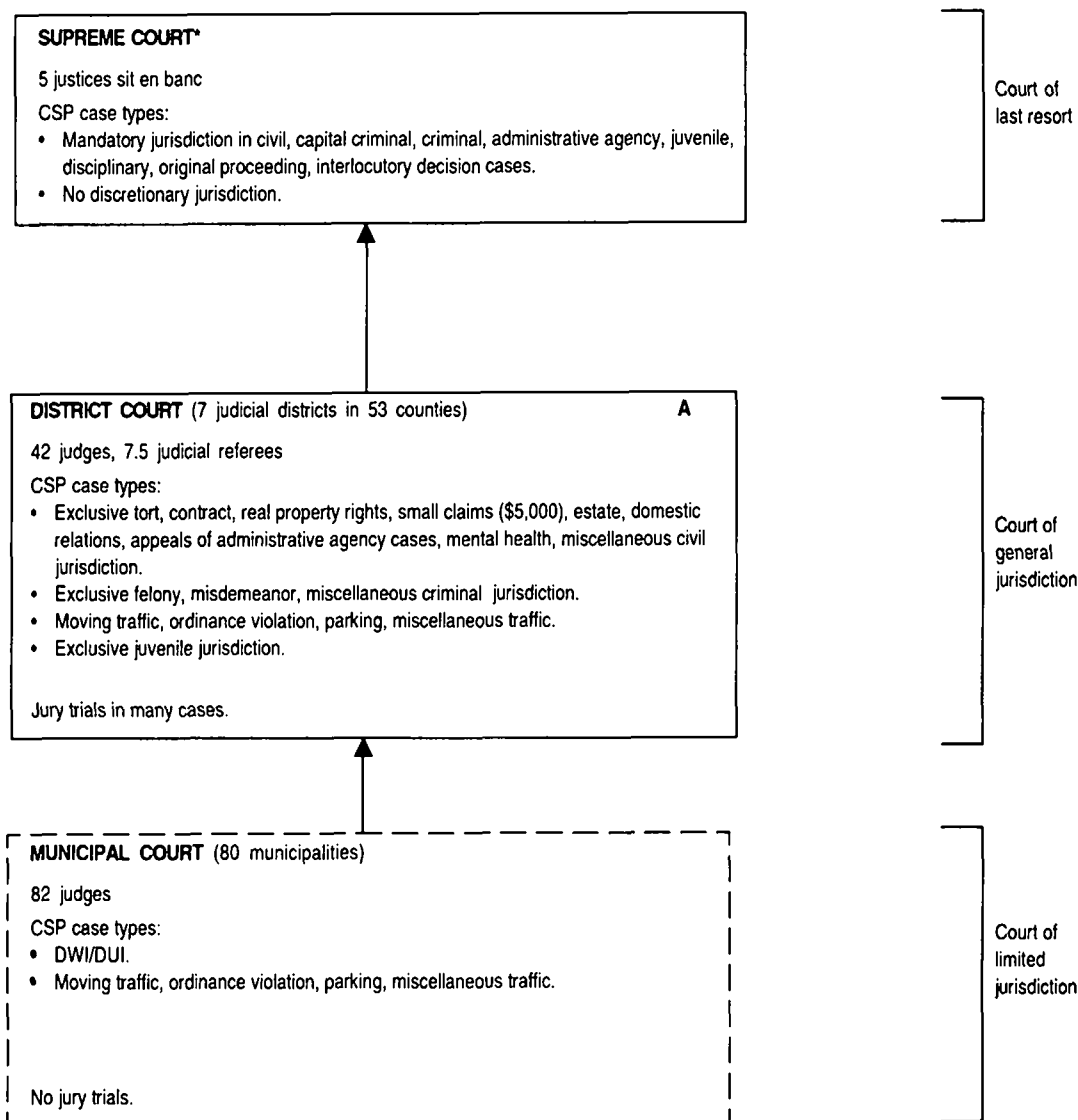 SUPREME COURT*
5 justices sit en banc
CSP case types:
• Mandatory jurisdiction in civil, capital criminal, criminal, administrative agency, juvenile,
disciplinary, original proceeding, interlocutory decision cases.
• No discretionary jurisdiction.
Court of
last resort
DISTRICT COURT (7 judicial districts in 53 counties) A
42 judges, 7.5 judicial referees
CSP case types:
• Exclusive tort, contract, real property rights, small claims ($5,000), estate, domestic
relations, appeals of administrative agency cases, mental health, miscellaneous civil
jurisdiction.
• Exclusive felony, misdemeanor, miscellaneous criminal jurisdiction.
• Moving traffic, ordinance violation, parking, miscellaneous traffic.
• Exclusive juvenile jurisdiction.
Jury trials in many cases.
Court of
general
jurisdiction
MUNICIPAL COURT (80 municipalities)
82 judges
CSP case types:
• DWI/DUI.
• Moving traffic, ordinance violation, parking, miscellaneous traffic.
No jury trials.
Court of
limited
jurisdiction